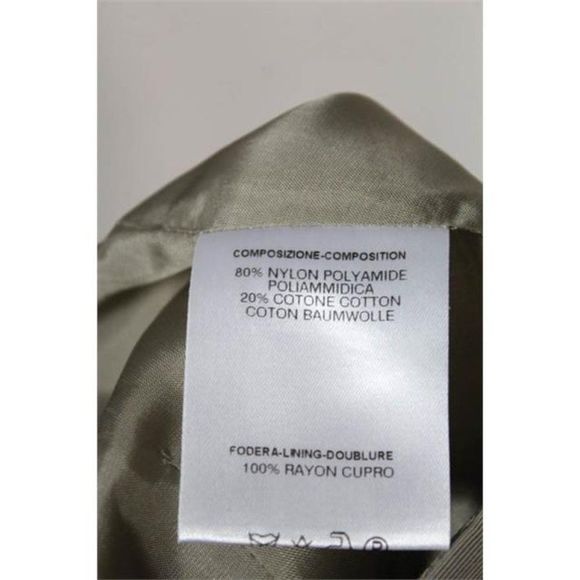 COMPOSIZIONE-COMPOSITION
80% NYLON POLYAMIDE
POLIAMMIDICA
20% COTONE COTTON
COTON BAUMWOLLE
FODERA-LINING-DOUBLURE
100% RAYON CUPRO
P